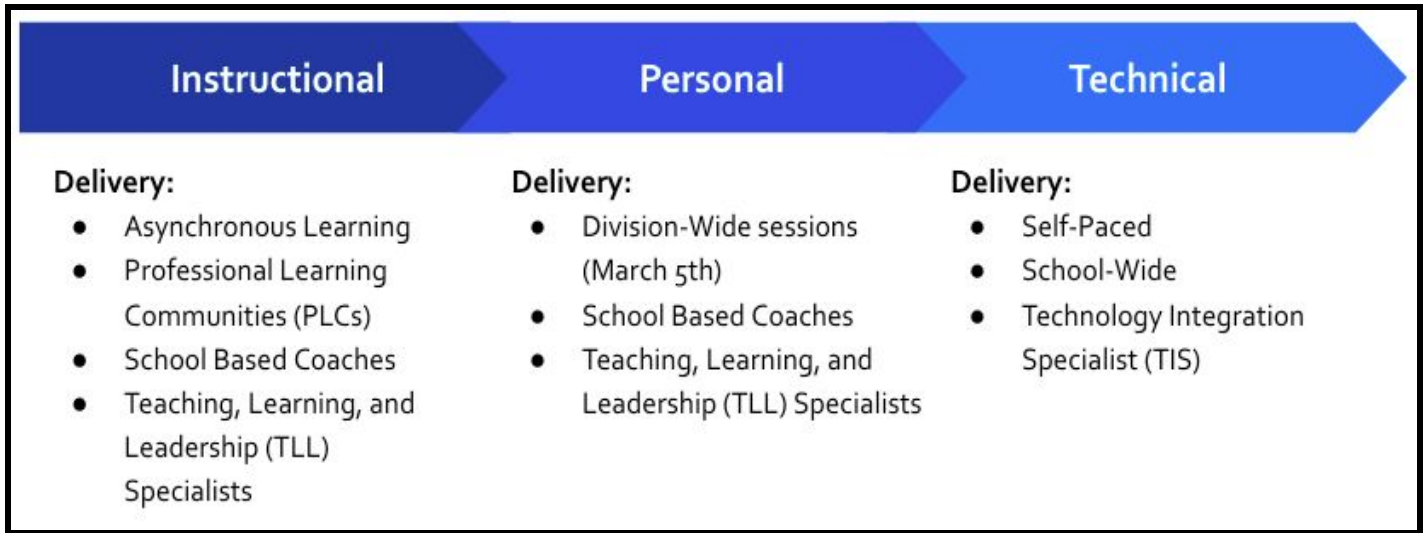 Instructional
Delivery:
● Asynchronous Learning
● Professional Learning
Communities (PLCs)
● School Based Coaches
● Teaching, Learning, and
Leadership (TLL)
Specialists
Personal
Delivery:
● Division-Wide sessions
(March 5th)
● School Based Coaches
● Teaching, Learning, and
Leadership (TLL) Specialists
Technical
Delivery:
● Self-Paced
● School-Wide
● Technology Integration
Specialist (TIS)